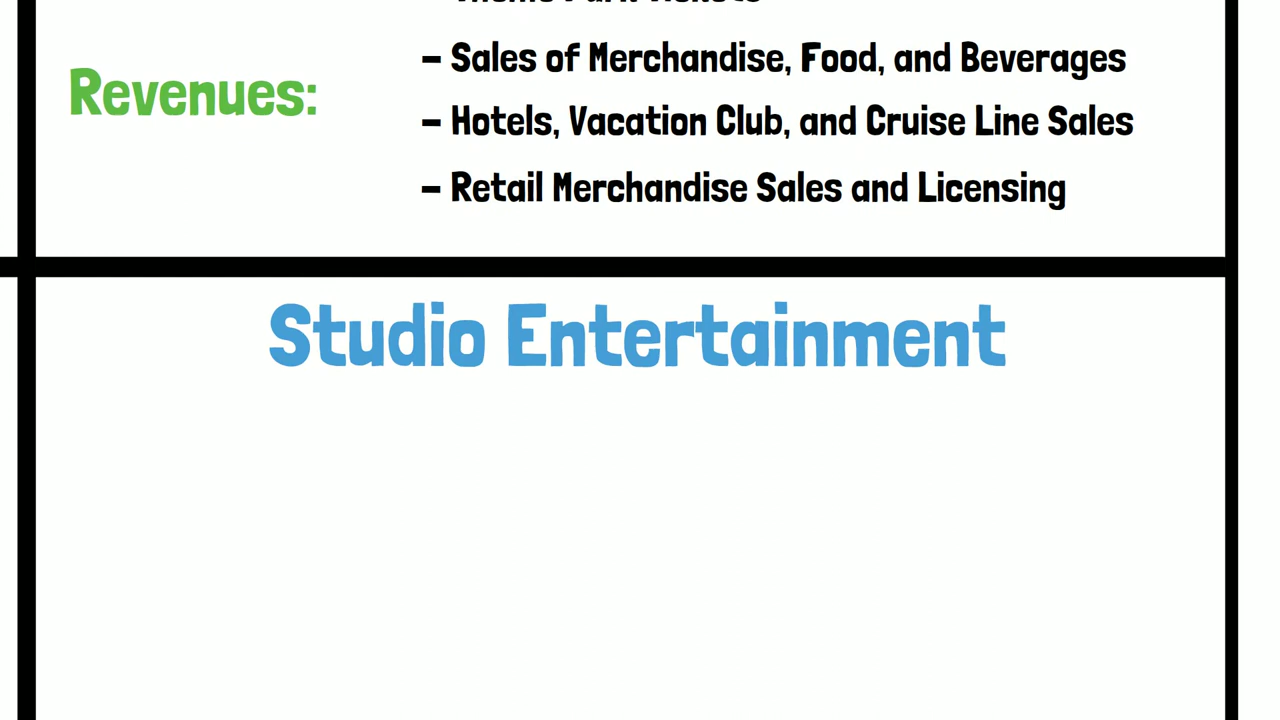 – Sales of Merchandise, Food, and Beverages
Revenues:
– Hotels, Vacation Club, and Cruise Line Sales
– Retail Merchandise Sales and Licensing
Studio Entertainment